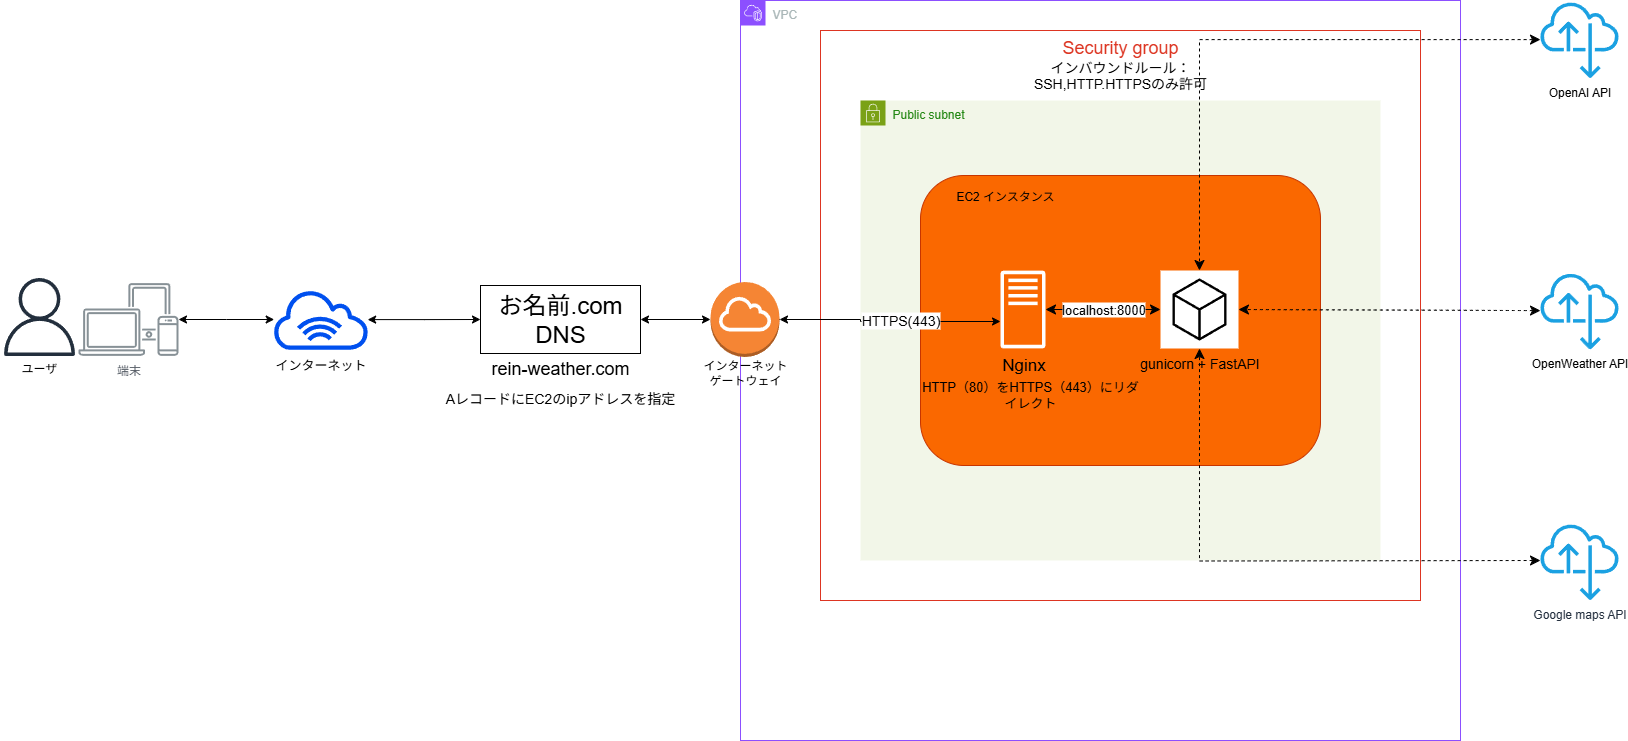 VPC
Security group
インバウンドルール：
SSH,HTTP.HTTPSのみ許可
OpenAI API
Public subnet
EC2 インスタンス
お名前.com
DNS
rein-weather.com
AレコードにEC2のipアドレスを指定
ユーザ
端末
インターネット
インターネット
ゲートウェイ
HTTPS(443)
localhost:8000
Nginx
HTTP（80）をHTTPS（443）にリダ
イレクト
gunicorn + FastAPI
OpenWeather API
Google maps API